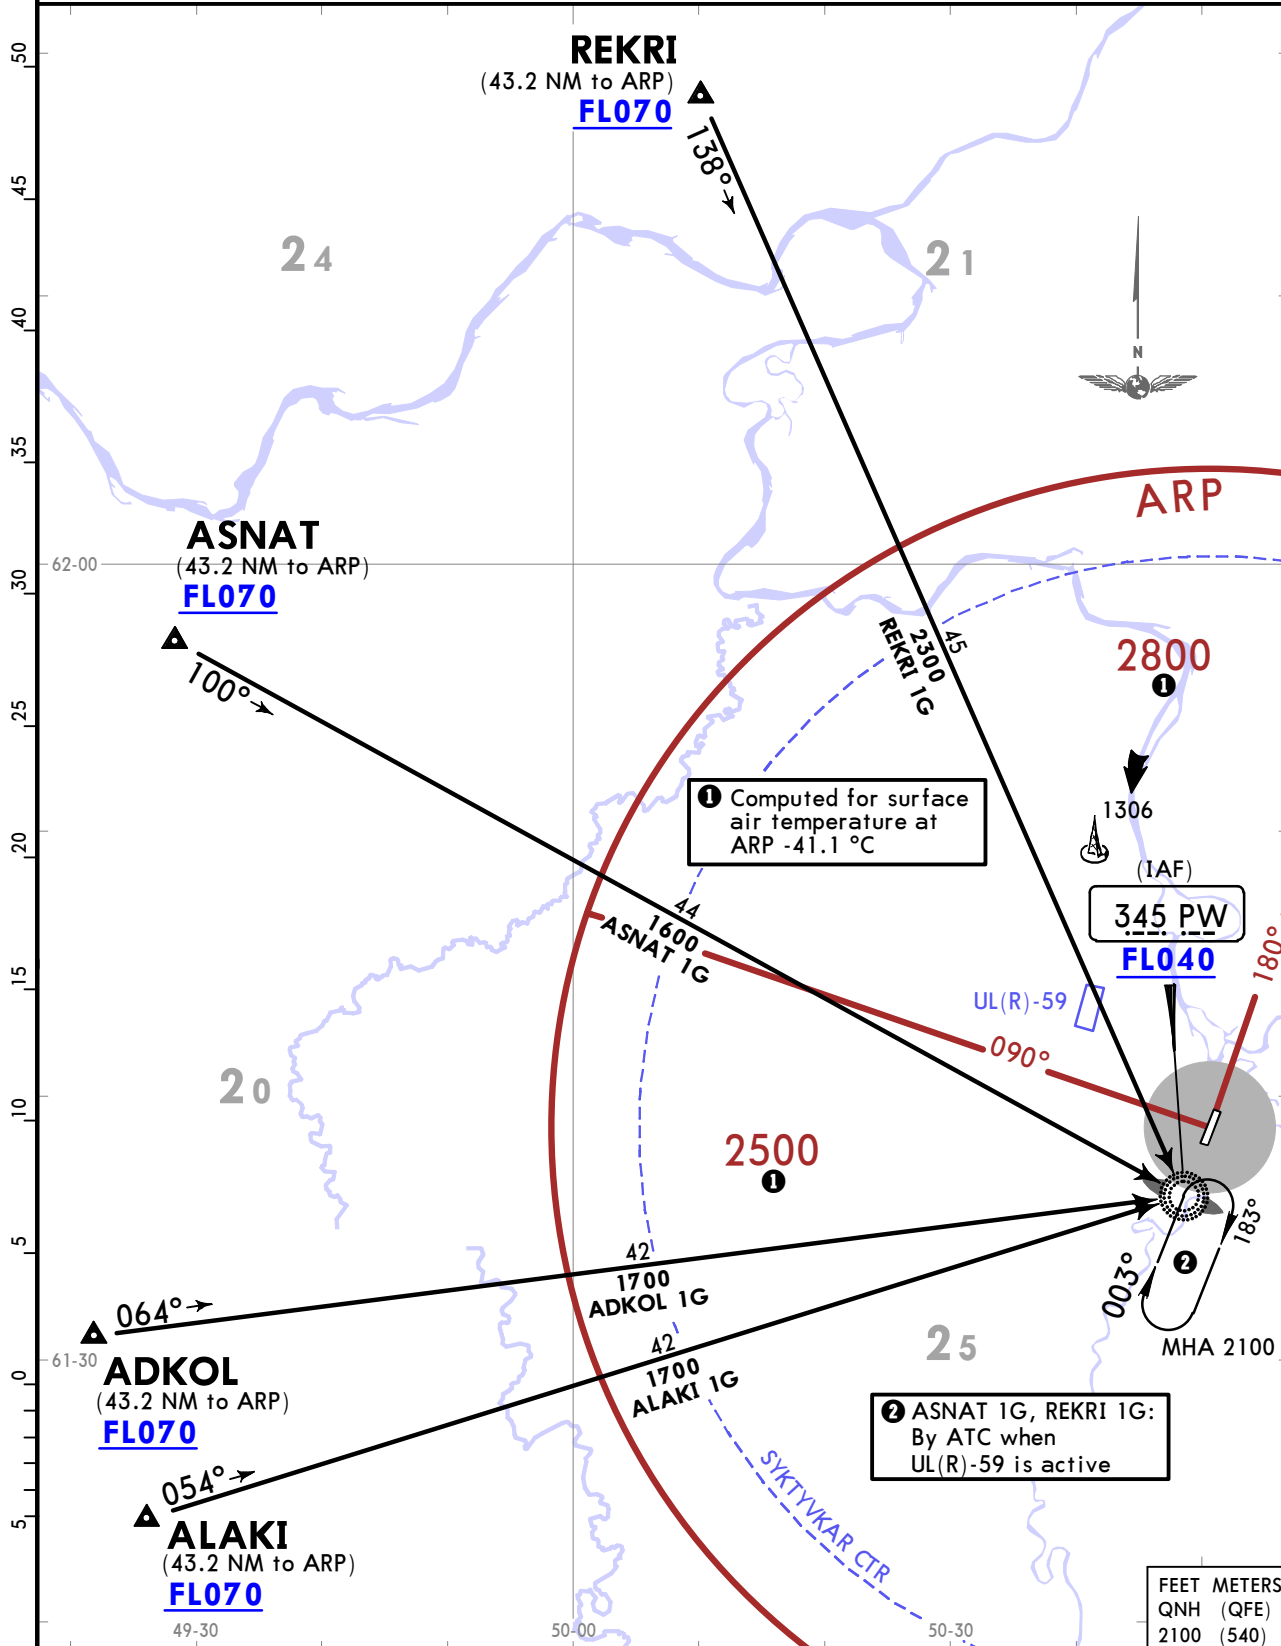 REKRI
(43.2 NM to ARP)
FL070
138°
50
45
40
35
30
25
20
15
10
5
0
5
24
21
N
ARP
ASNAT
(43.2 NM to ARP)
FL070
62-00
100°
45
2300
REKRI 1G
2800
1
1 Computed for surface
air temperature at
ARP -41.1 °C
1306
(IAF)
345 PW
FL040
180°
44
1600
ASNAT 1G
UL(R)-59
090°
20
2500
1
183°
003°
2
MHA 2100
42
1700
ADKOL 1G
064°
ADKOL
(43.2 NM to ARP)
FL070
61-30
42
1700
ALAKI 1G
25
2 ASNAT 1G, REKRI 1G:
By ATC when
UL(R)-59 is active
054°
ALAKI
(43.2 NM to ARP)
FL070
SYKTYVKAR CTR
49-30
50-00
50-30
FEET METERS
QNH (QFE)
2100 (540)